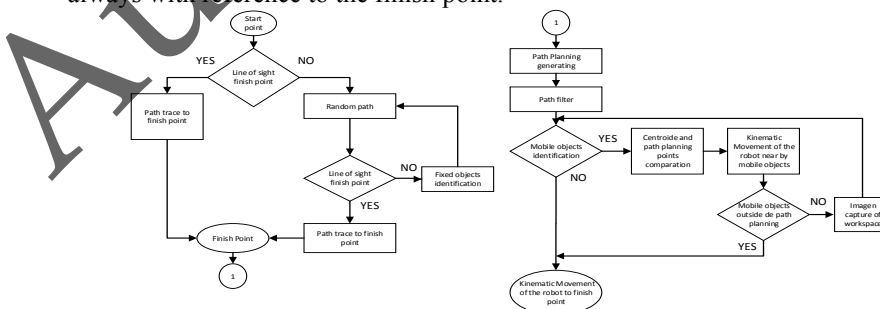 always with reference to the finish point.
Start
point
YES
NO
Line of sight
finish point
Path trace to
finish point
Random path
Line of sight
finish point
NO
Fixed objects
identification
YES
Path trace to finish
point
Finish Point
1
1
Path Planning
generating
Path filter
Mobile objects
identification
YES
NO
Centroide and
path planning
points
comparation
Kinematic
Movement of the
robot near by
mobile objects
Mobile objects
outside de path
planning
NO
YES
Imagen
capture of
workspace
Kinematic Movement
of the robot to finish
point